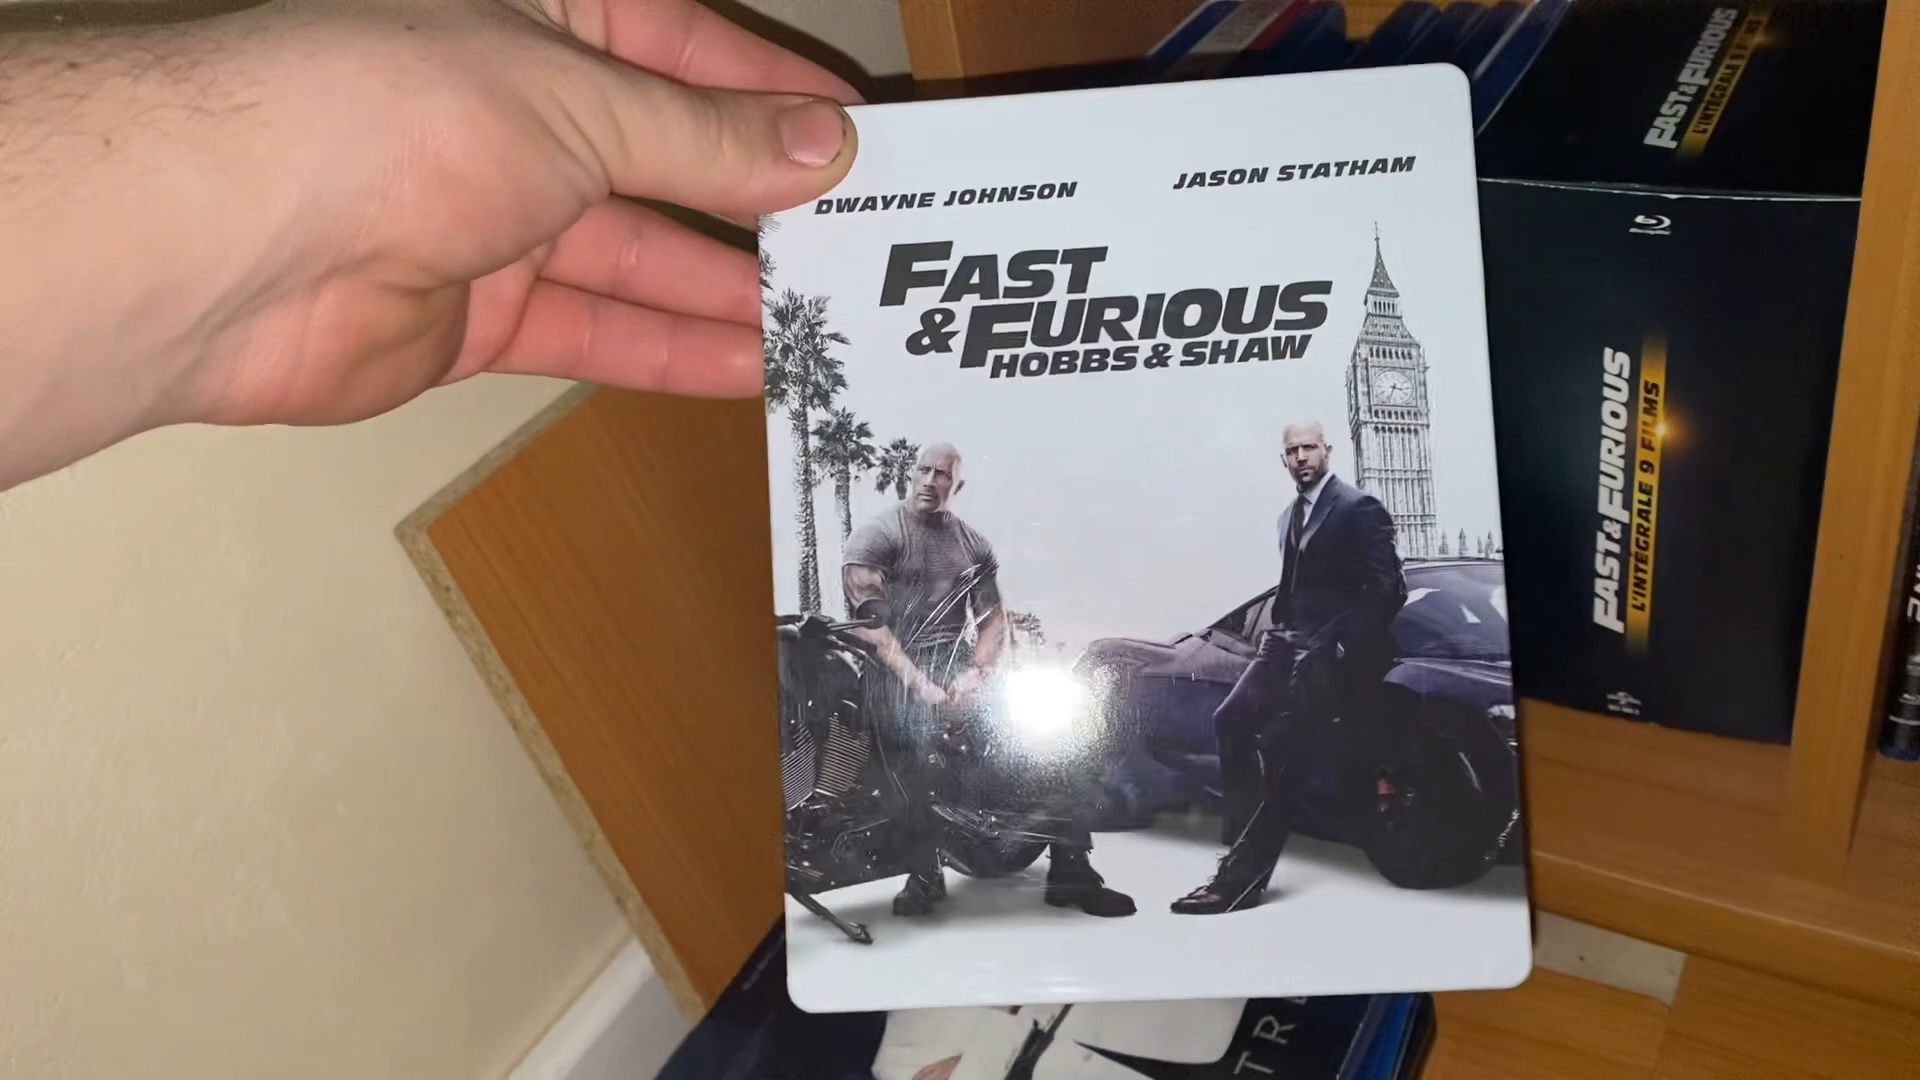 DWAYNE JOHNSON
JASON STATHAM
FAST
& FURIOUS
HOBBS & SHAW
FAST & FURIOUS
L'INTÉGRALE 9 FILMS
FAST & FURIOUS
L'INTÉGRALE 9 FILMS